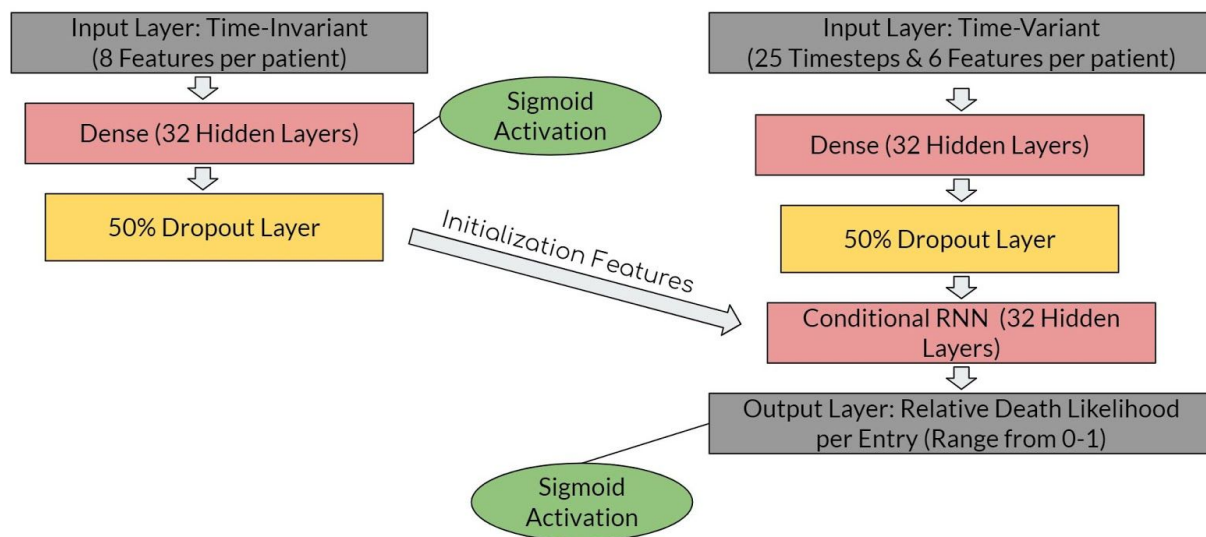 Input Layer: Time-Invariant
(8 Features per patient)
Dense (32 Hidden Layers)
Sigmoid
Activation
50% Dropout Layer
Initialization Features
Input Layer: Time-Variant
(25 Timesteps & 6 Features per patient)
Dense (32 Hidden Layers)
50% Dropout Layer
Conditional RNN (32 Hidden
Layers)
Output Layer: Relative Death Likelihood
per Entry (Range from 0-1)
Sigmoid
Activation